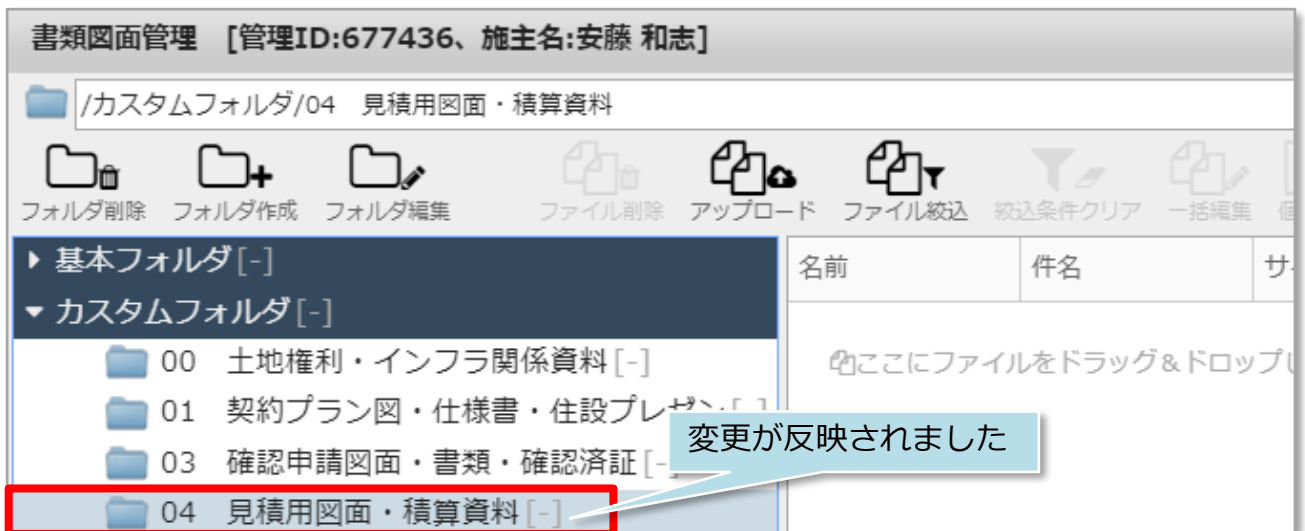 書類図面管理　[管理ID:677436、施主名:安藤 和志]
/カスタムフォルダ/04　見積用図面・積算資料
フォルダ削除 フォルダ作成 フォルダ編集 ファイル削除 アップロード ファイル絞込 絞込条件クリア 一括編集 個
基本フォルダ[-] 名前 件名 サイ
カスタムフォルダ[-]
00　土地権利・インフラ関係資料[-] ここにファイルをドラッグ&ドロップし
01　契約プラン図・仕様書・住設プレゼン[-]
変更が反映されました
03　確認申請図面・書類・確認済証[-]
04　見積用図面・積算資料[-]